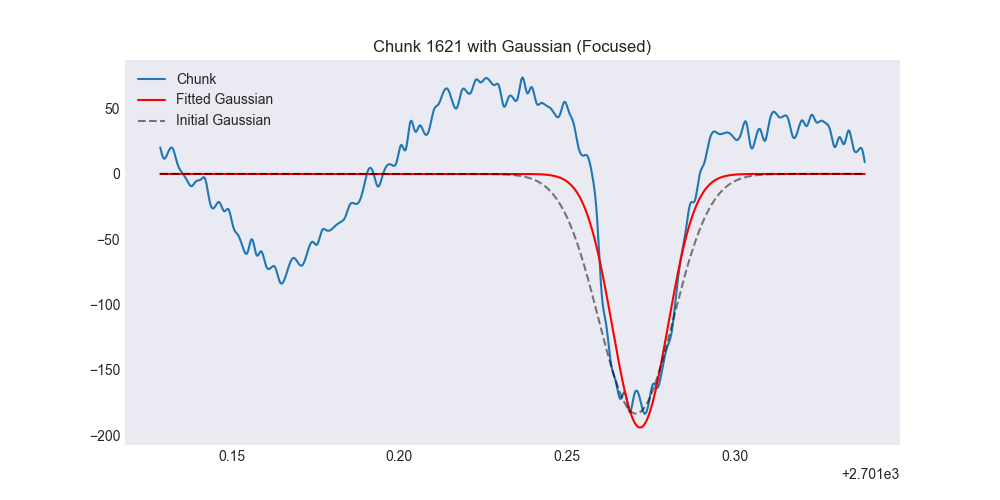 Chunk 1621 with Gaussian (Focused)
Chunk
Fitted Gaussian
Initial Gaussian
50
0
−50
−100
−150
−200
0.15
0.20
0.25
0.30
+2.701e3